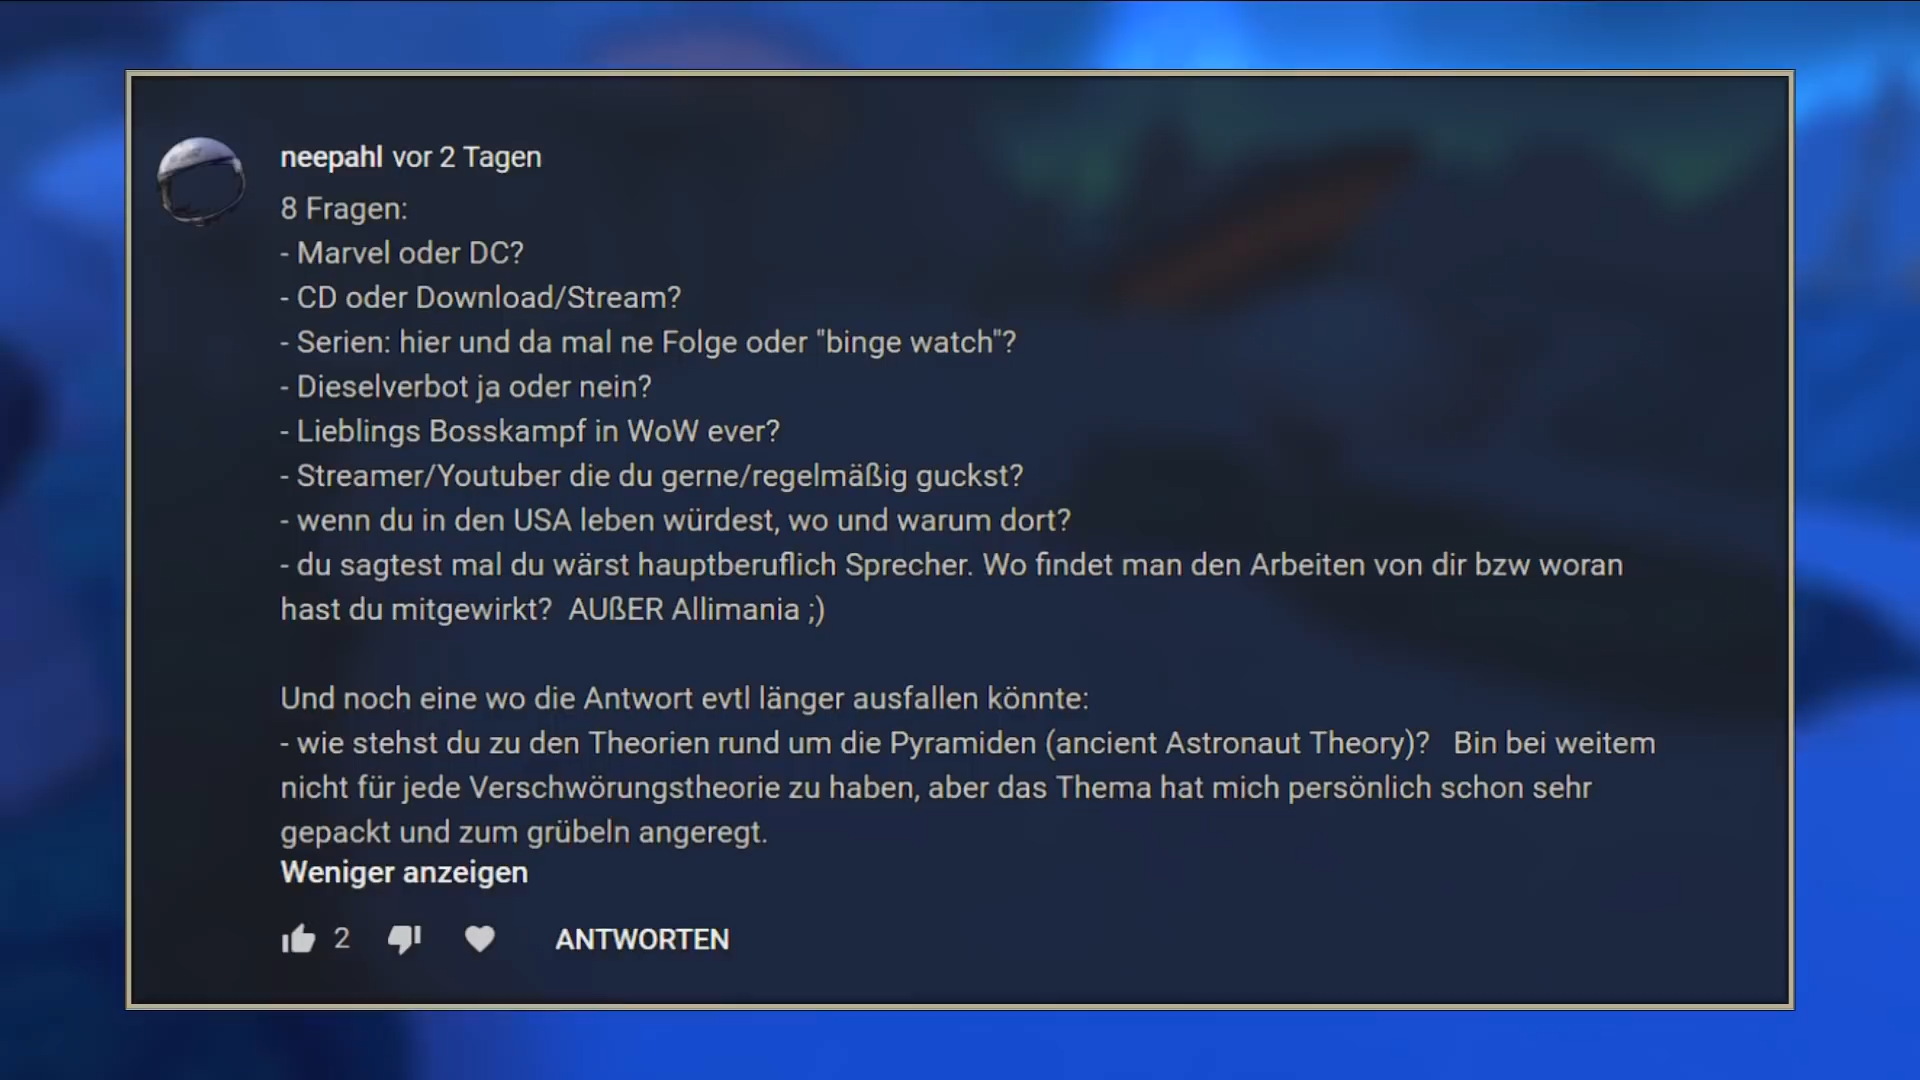 neepahl vor 2 Tagen
8 Fragen:
- Marvel oder DC?
- CD oder Download/Stream?
- Serien: hier und da mal ne Folge oder "binge watch"?
- Dieselverbot ja oder nein?
- Lieblings Bosskampf in WoW ever?
- Streamer/Youtuber die du gerne/regelmäßig guckst?
- wenn du in den USA leben würdest, wo und warum dort?
- du sagtest mal du wärst hauptberuflich Sprecher. Wo findet man den Arbeiten von dir bzw woran
hast du mitgewirkt?  AUßER Allimania ;)
Und noch eine wo die Antwort evtl länger ausfallen könnte:
- wie stehst du zu den Theorien rund um die Pyramiden (ancient Astronaut Theory)?   Bin bei weitem
nicht für jede Verschwörungstheorie zu haben, aber das Thema hat mich persönlich schon sehr
gepackt und zum grübeln angeregt.
Weniger anzeigen
2 ANTWORTEN